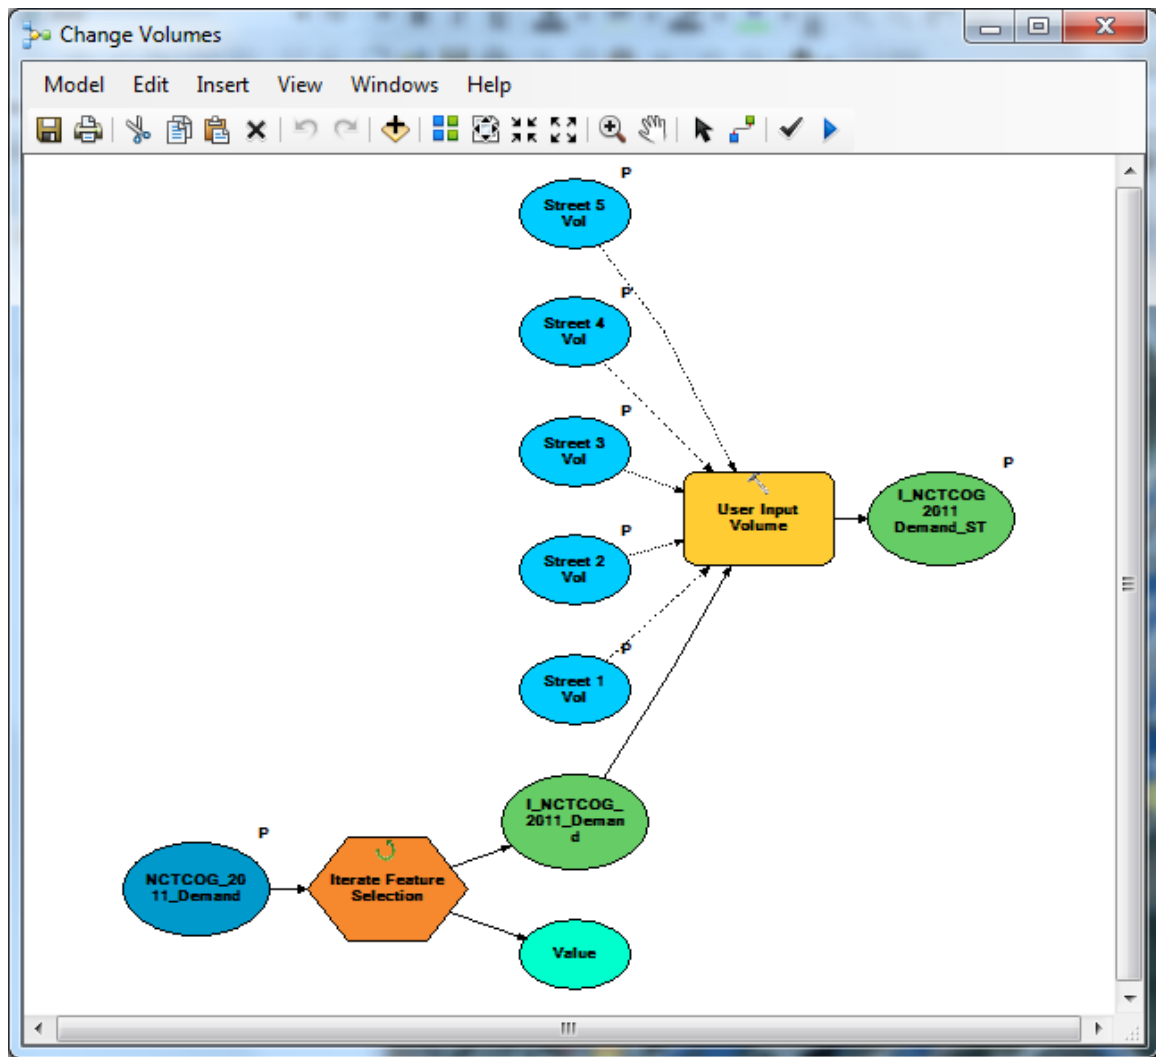 Change Volumes
Model Edit Insert View Windows Help
P
Street 5
Vol
P
Street 4
Vol
P
Street 3
Vol
P
User Input
Volume
I_NCTCOG
2011
Demand_ST
P
Street 2
Vol
P
Street 1
Vol
I_NCTCOG_
2011_Deman
d
P
NCTCOG_20
11_Demand
Iterate Feature
Selection
Value